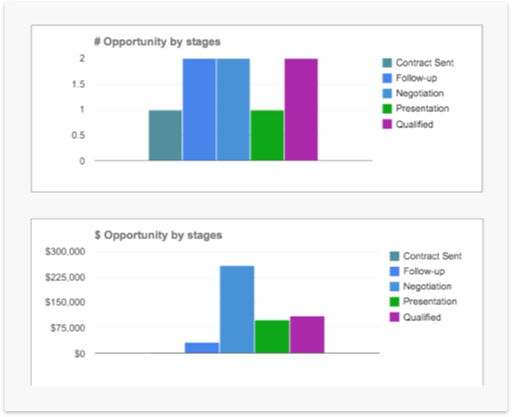 # Opportunity by stages
2
1.5
1
0.5
0
Contract Sent
Follow-up
Negotiation
Presentation
Qualified
$ Opportunity by stages
$300,000
$225,000
$150,000
$75,000
$0
Contract Sent
Follow-up
Negotiation
Presentation
Qualified